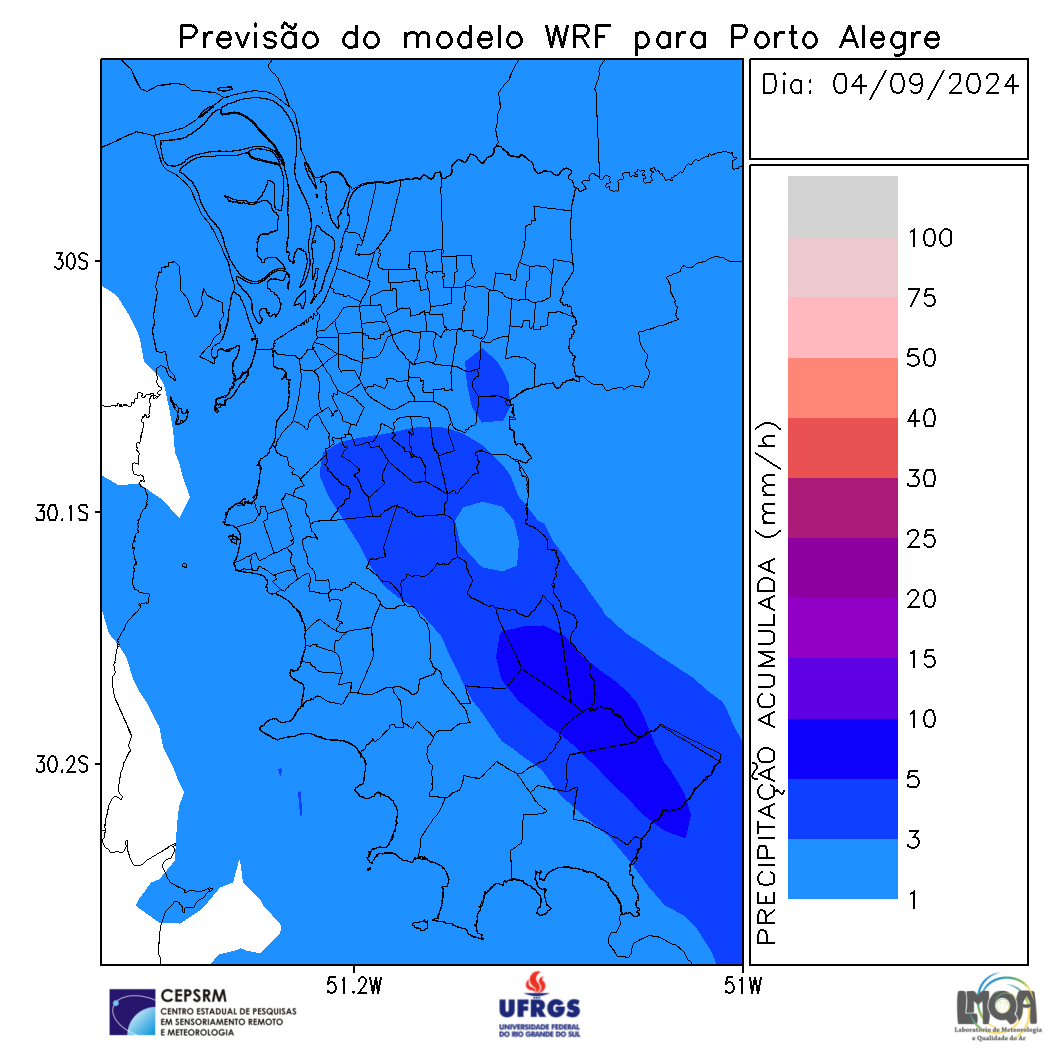 Previsão do modelo WRF para Porto Alegre
Dia: 04/09/2024
30S
30.1S
30.2S
51.2W
51W
PRECIPITAÇÃO ACUMULADA (mm/h)
100
75
50
40
30
25
20
15
10
5
3
1
CEPSRM
CENTRO ESTADUAL DE PESQUISAS
EM SENSORIAMENTO REMOTO
E METEOROLOGIA
UFRGS
UNIVERSIDADE FEDERAL
DO RIO GRANDE DO SUL
LMQA
Laboratório de Meteorologia
e Qualidade do Ar